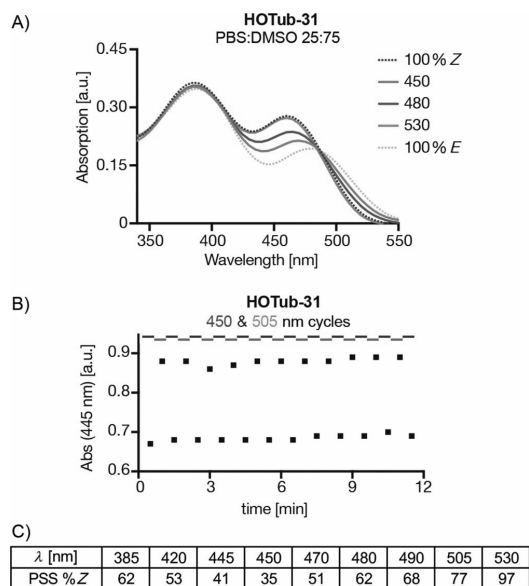 A)
HOTub-31
PBS:DMSO 25:75
Absorption [a.u.]
0.45
0.30
0.15
0
350
400
450
500
550
Wavelength [nm]
100% Z
450
480
530
100% E
B)
HOTub-31
450 & 505 nm cycles
Abs (445 nm) [a.u.]
0.9
0.8
0.7
0.6
0
3
6
9
12
time [min]
C)
λ [nm] 385 420 445 450 470 480 490 505 530
PSS %Z 62 53 41 35 51 62 68 77 97